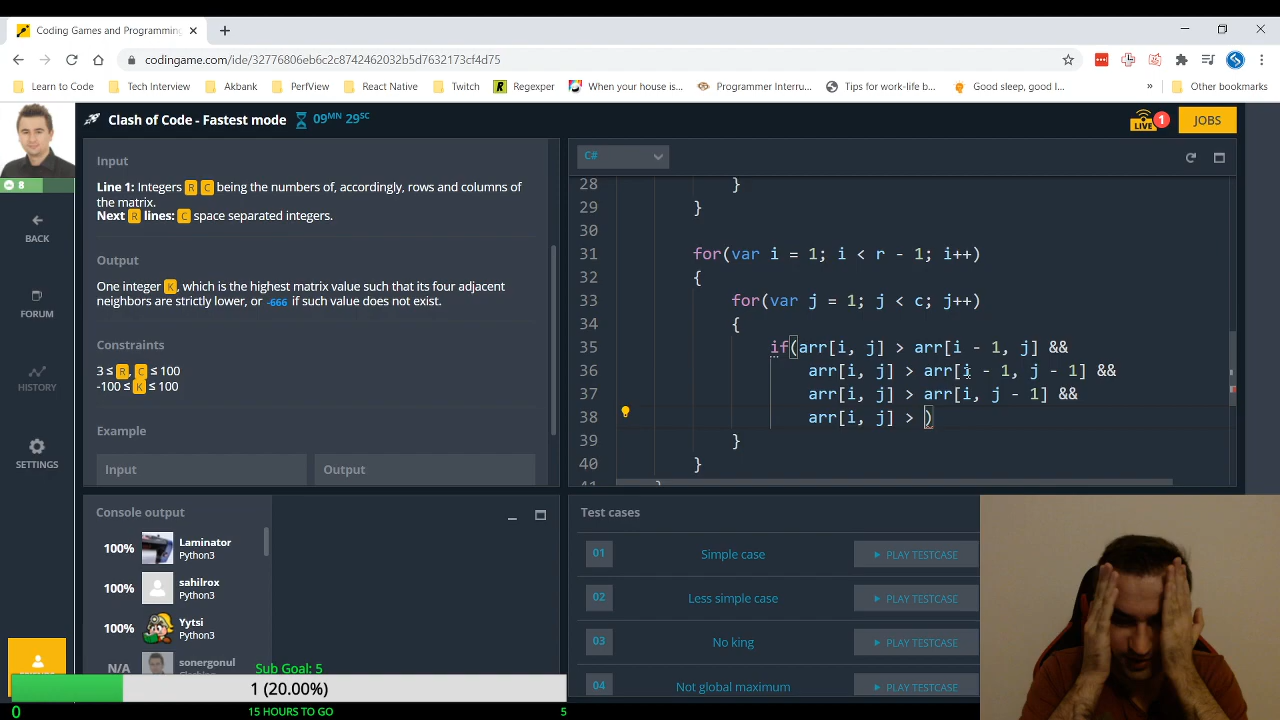 Coding Games and Programming
codingame.com/ide/32776806eb6c2c874246203b5d7632173cf4d75
Learn to Code Tech Interview Akbank PerfView React Native Twitch Regexper When your house is... Programmer Interru... Tips for work-life b... Good sleep, good l... » Other bookmarks
Clash of Code - Fastest mode 09MN 29SC
LIVE 1 JOBS
8
BACK
FORUM
HISTORY
SETTINGS
Input
Line 1: Integers R C being the numbers of, accordingly, rows and columns of
the matrix.
Next R lines: C space separated integers.
Output
One integer K, which is the highest matrix value such that its four adjacent
neighbors are strictly lower, or -666 if such value does not exist.
Constraints
3 ≤ R, C ≤ 100
-100 ≤ K ≤ 100
Example
Input Output
C#
28 }
29 }
30
31 for(var i = 1; i < r - 1; i++)
32 {
33 for(var j = 1; j < c; j++)
34 {
35 if(arr[i, j] > arr[i - 1, j] &&
36 arr[i, j] > arr[i - 1, j - 1] &&
37 arr[i, j] > arr[i, j - 1] &&
38 arr[i, j] > )
39 }
40 }
41 }
Console output
100% Laminator
Python3
100% sahilrox
Python3
100% Yytsi
Python3
N/A sonergonul
Test cases
01 Simple case PLAY TESTCASE
02 Less simple case PLAY TESTCASE
03 No king PLAY TESTCASE
04 Not global maximum PLAY TESTCASE
Sub Goal: 5
1 (20.00%)
0 15 HOURS TO GO 5